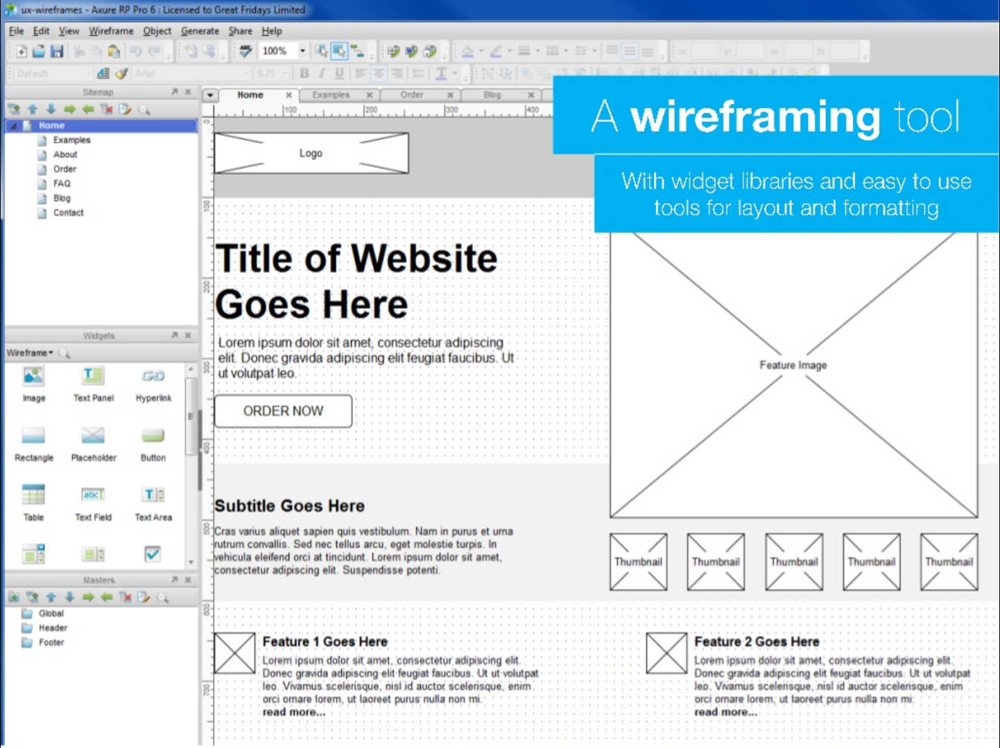 ux-wireframes - Axure RP Pro 6 : Licensed to Great Fridays Limited
File Edit View Wireframe Object Generate Share Help
ABC 100% x: y: w: h:
Default Arial 9.75 B I U T
Sitemap
Home Examples Order Blog
100 200 300 400
A wireframing tool
With widget libraries and easy to use
tools for layout and formatting
Home
Examples
About
Order
FAQ
Blog
Contact
Widgets
Wireframe
Image Text Panel Hyperlink
Rectangle Placeholder Button
Table Text Field Text Area
Masters
Global
Header
Footer
0
100
200
300
400
500
600
700
Logo
Title of Website
Goes Here
Lorem ipsum dolor sit amet, consectetur adipiscing
elit. Donec gravida adipiscing elit feugiat faucibus. Ut
ut volutpat leo.
ORDER NOW
Feature Image
Subtitle Goes Here
Cras varius aliquet sapien quis vestibulum. Nam in purus et urna
rutrum convallis. Sed nec tellus arcu, eget molestie turpis. In
vehicula eleifend orci at tincidunt. Lorem ipsum dolor sit amet,
consectetur adipiscing elit. Suspendisse potenti.
Thumbnail Thumbnail Thumbnail Thumbnail Thumbnail
Feature 1 Goes Here
Lorem ipsum dolor sit amet, consectetur adipiscing elit.
Donec gravida adipiscing elit feugiat faucibus. Ut ut volutpat
leo. Vivamus scelerisque, nisl id auctor scelerisque, enim
orci ornare lorem, ut laoreet purus nulla non mi.
read more...
Feature 2 Goes Here
Lorem ipsum dolor sit amet, consectetur adipiscing elit.
Donec gravida adipiscing elit feugiat faucibus. Ut ut volutpat
leo. Vivamus scelerisque, nisl id auctor scelerisque, enim
orci ornare lorem, ut laoreet purus nulla non mi.
read more...